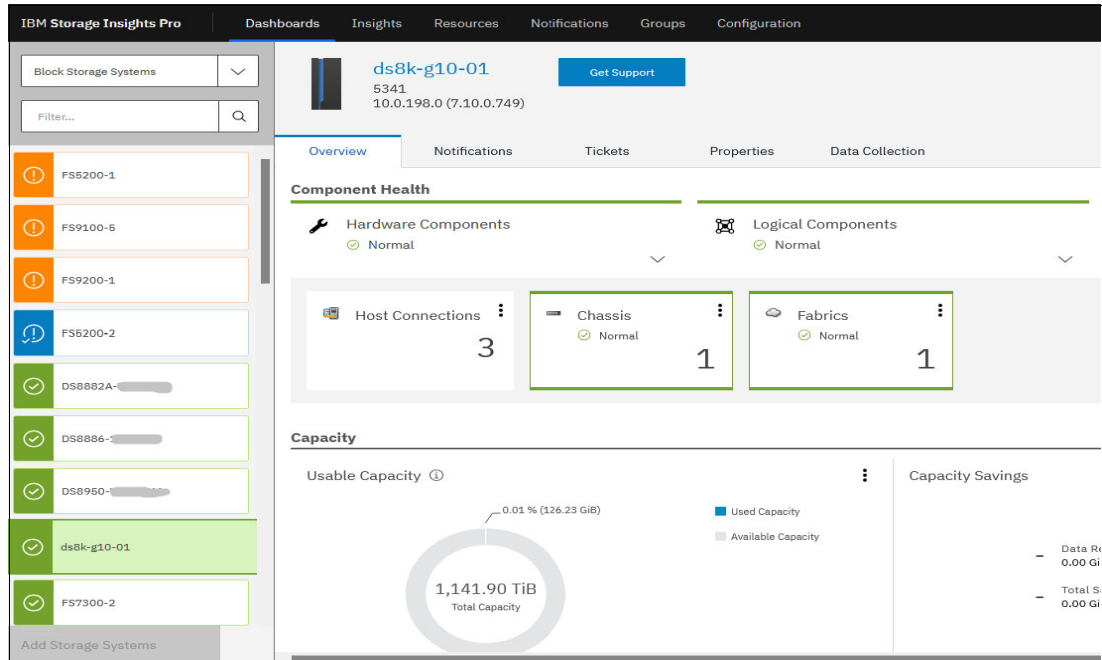 IBM Storage Insights Pro
Dashboards Insights Resources Notifications Groups Configuration
Block Storage Systems
Filter...
FS5200-1
FS9100-5
FS9200-1
FS5200-2
DS8882A-
DS8886-
DS8950-
ds8k-g10-01
FS7300-2
Add Storage Systems
ds8k-g10-01
5341
10.0.198.0 (7.10.0.749)
Get Support
Overview Notifications Tickets Properties Data Collection
Component Health
Hardware Components
Normal
Logical Components
Normal
Host Connections
3
Chassis
Normal
1
Fabrics
Normal
1
Capacity
Usable Capacity
0.01 % (126.23 GiB)
1,141.90 TiB
Total Capacity
Used Capacity
Available Capacity
Capacity Savings
– Data Re
0.00 Gi
– Total S
0.00 Gi